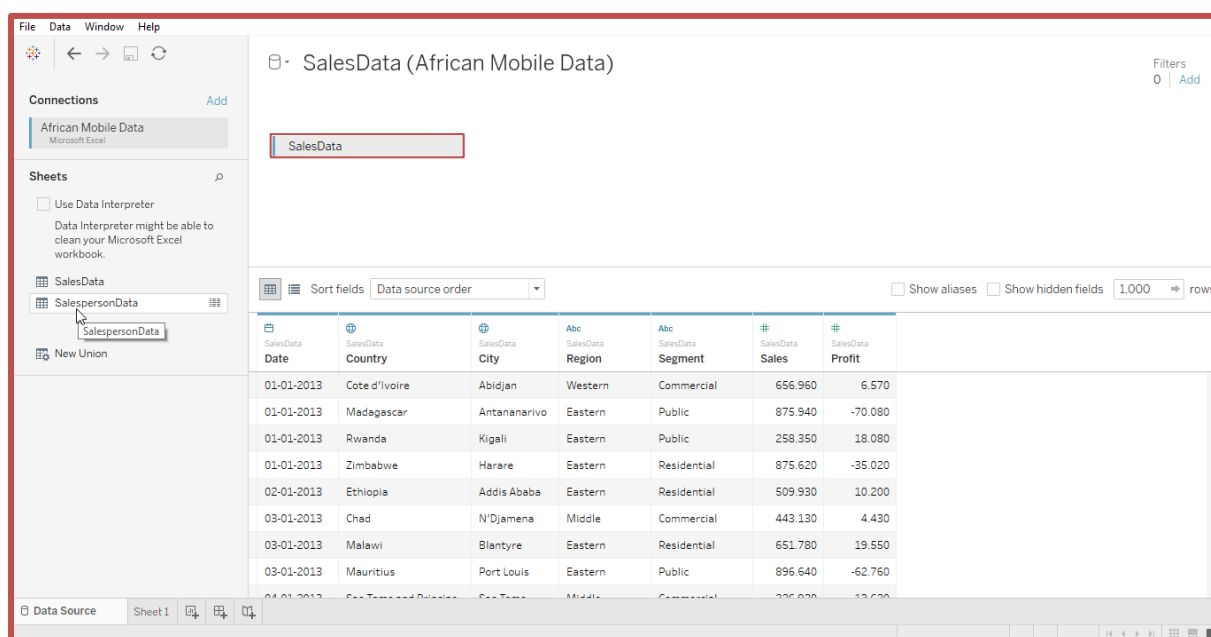 File Data Window Help
SalesData (African Mobile Data)
Filters
0 Add
Connections Add
African Mobile Data
Microsoft Excel
SalesData
Sheets
Use Data Interpreter
Data Interpreter might be able to
clean your Microsoft Excel
workbook.
SalesData
SalespersonData
SalespersonData
New Union
Sort fields Data source order Show aliases Show hidden fields 1,000 rows
Abc Abc # #
SalesData SalesData SalesData SalesData SalesData SalesData SalesData
Date Country City Region Segment Sales Profit
01-01-2013 Cote d'Ivoire Abidjan Western Commercial 656.960 6.570
01-01-2013 Madagascar Antananarivo Eastern Public 875.940 -70.080
01-01-2013 Rwanda Kigali Eastern Public 258.350 18.080
01-01-2013 Zimbabwe Harare Eastern Residential 875.620 -35.020
02-01-2013 Ethiopia Addis Ababa Eastern Residential 509.930 10.200
03-01-2013 Chad N'Djamena Middle Commercial 443.130 4.430
03-01-2013 Malawi Blantyre Eastern Residential 651.780 19.550
03-01-2013 Mauritius Port Louis Eastern Public 896.640 -62.760
Data Source Sheet 1